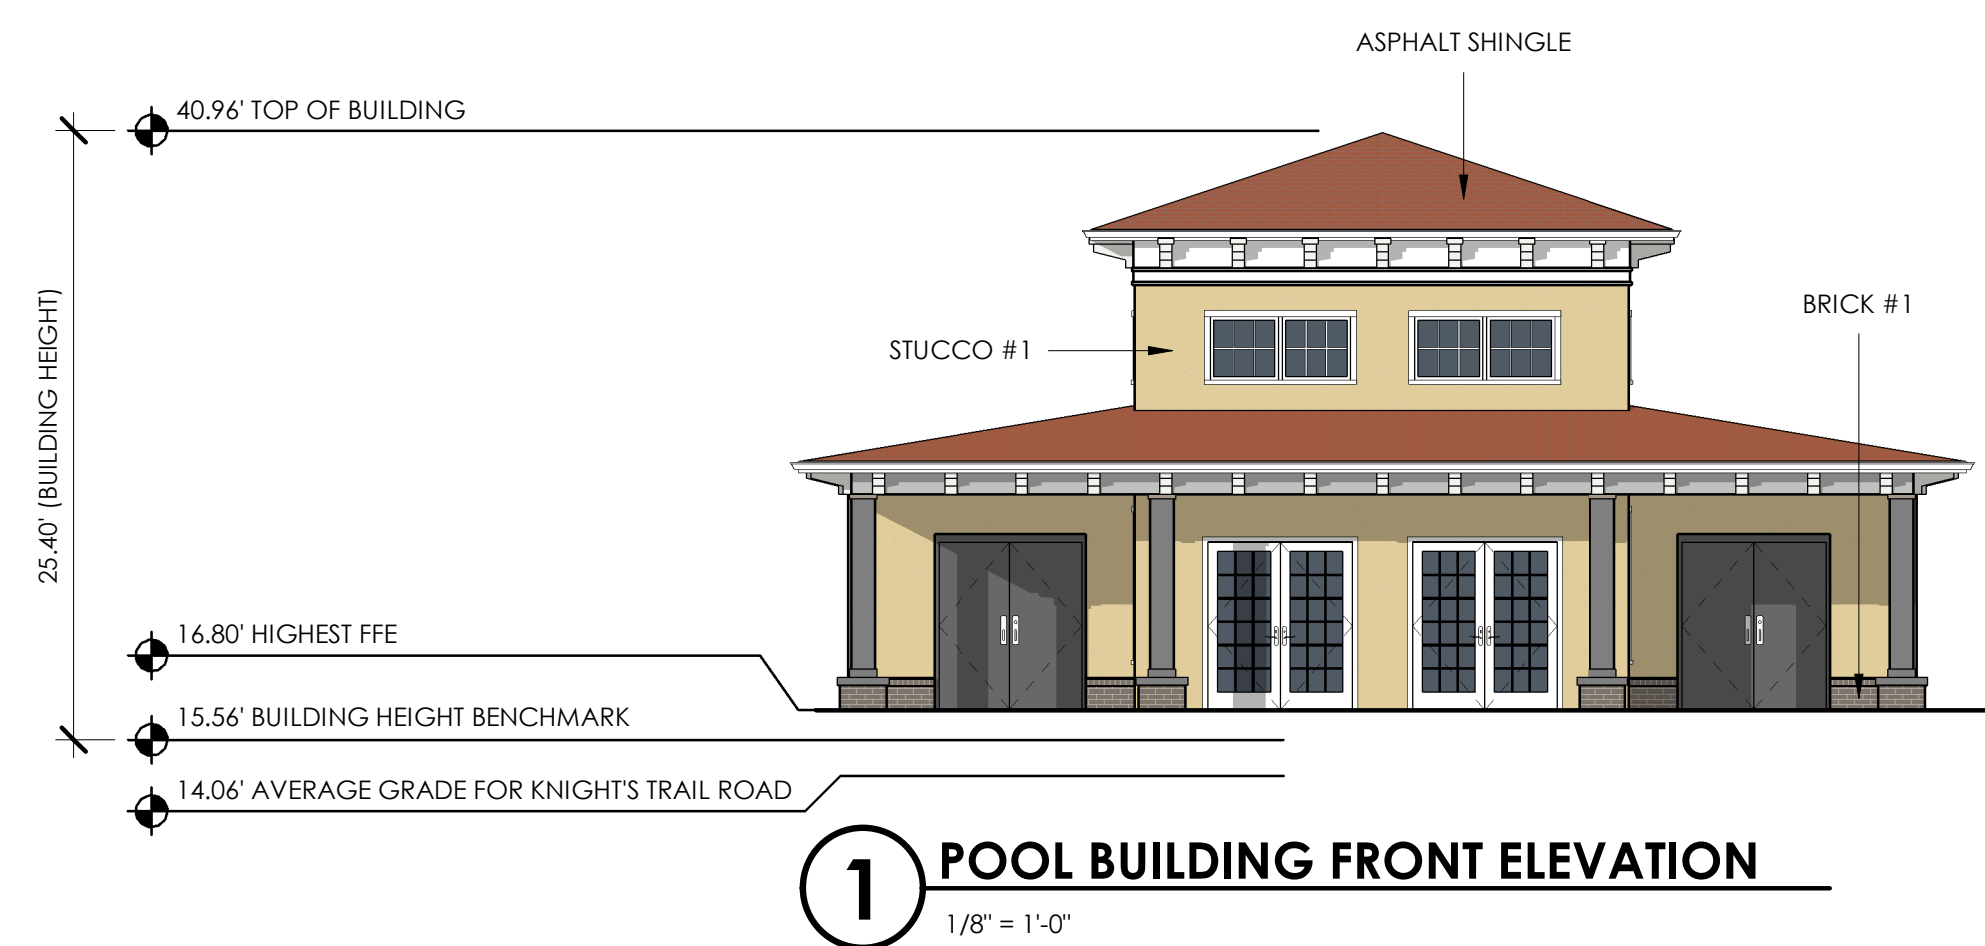 ASPHALT SHINGLE
40.96' TOP OF BUILDING
BRICK #1
STUCCO #1
25.40' (BUILDING HEIGHT)
16.80' HIGHEST FFE
15.56' BUILDING HEIGHT BENCHMARK
14.06' AVERAGE GRADE FOR KNIGHT'S TRAIL ROAD
1 POOL BUILDING FRONT ELEVATION
1/8" = 1'-0"